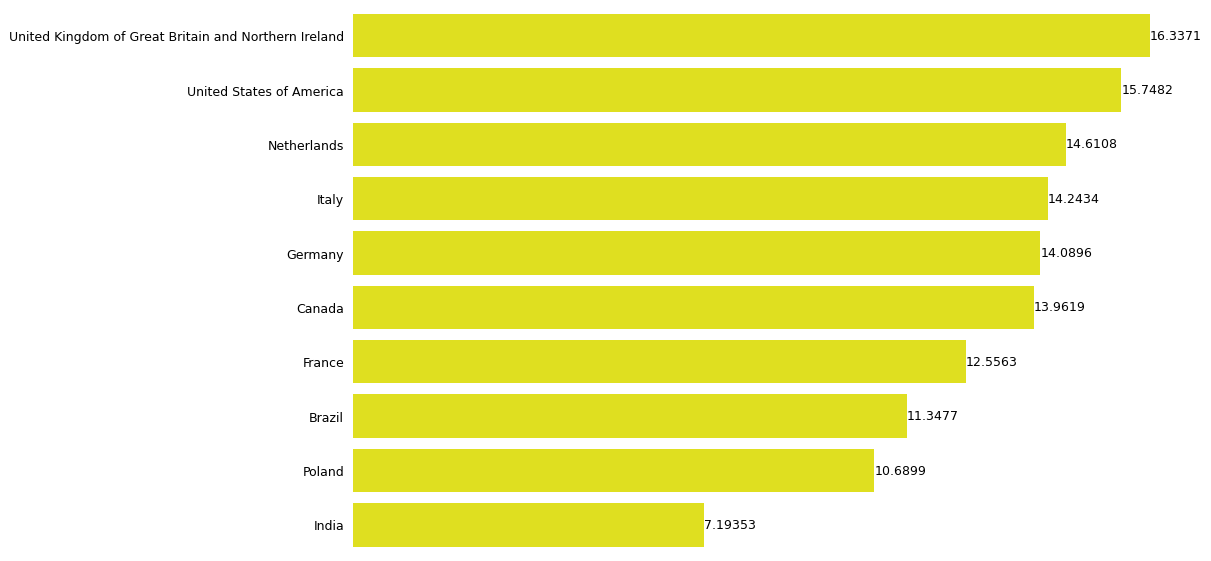 United Kingdom of Great Britain and Northern Ireland 16.3371
United States of America 15.7482
Netherlands 14.6108
Italy 14.2434
Germany 14.0896
Canada 13.9619
France 12.5563
Brazil 11.3477
Poland 10.6899
India 7.19353